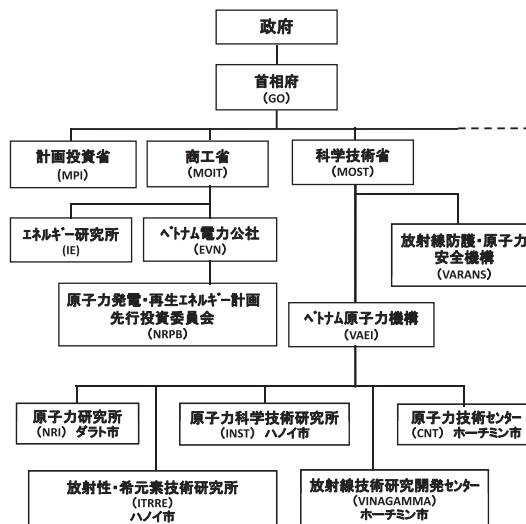 政府
首相府
(GO)
計画投資省
(MPI)
商工省
(MOIT)
科学技術省
(MOST)
エネルギー研究所
(IE)
ベトナム電力公社
(EVN)
放射線防護・原子力
安全機構
(VARANS)
原子力発電・再生エネルギー計画
先行投資委員会
(NRPB)
ベトナム原子力機構
(VAEI)
原子力研究所
(NRI) ダラト市
原子力科学技術研究所
(INST) ハノイ市
原子力技術センター
(CNT) ホーチミン市
放射性・希元素技術研究所
(ITRRE)
ハノイ市
放射線技術研究開発センター
(VINAGAMMA)
ホーチミン市